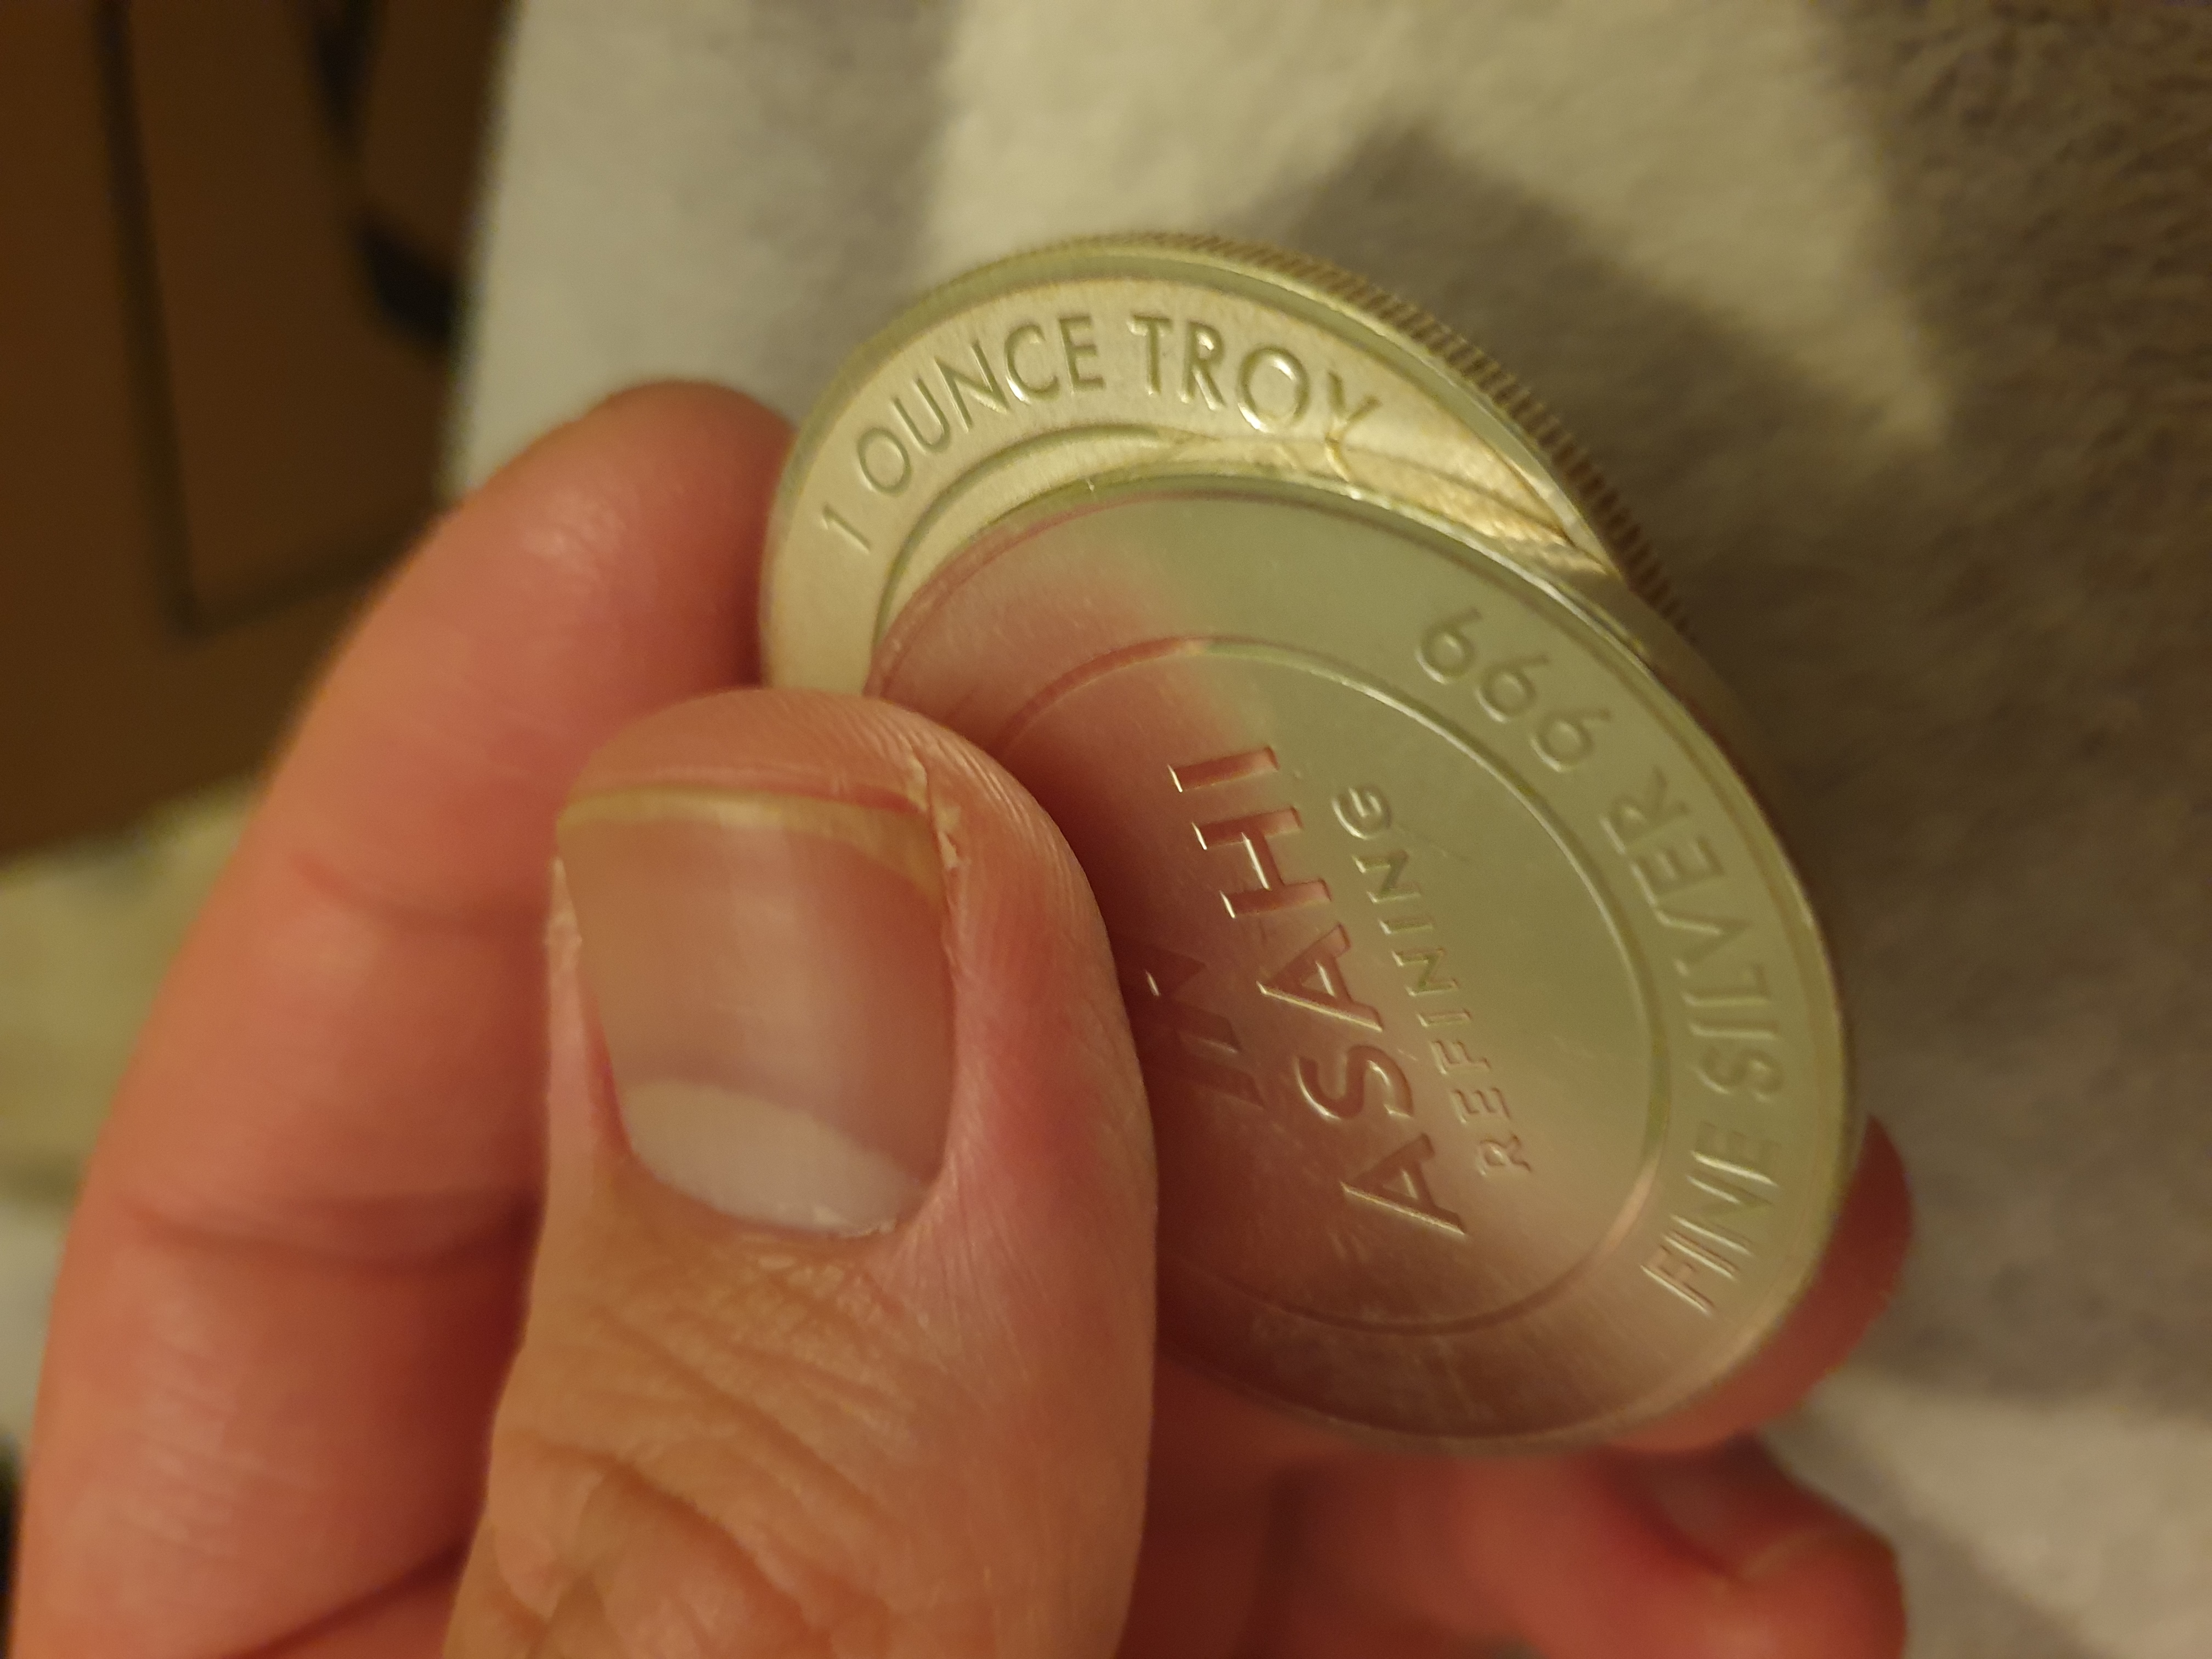 1 OUNCE TROY
ASAHI
REFINING
FINE SILVER 999